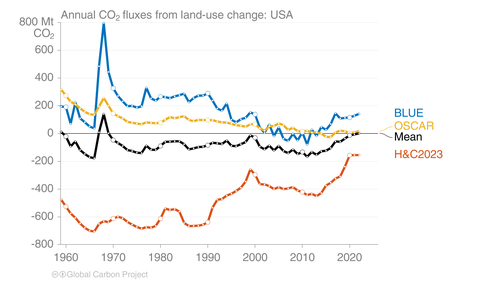 Annual CO₂ fluxes from land-use change: USA
800 Mt
CO₂
600
400
200
0
-200
-400
-600
-800
1960
1970
1980
1990
2000
2010
2020
BLUE
OSCAR
Mean
H&C2023
Global Carbon Project